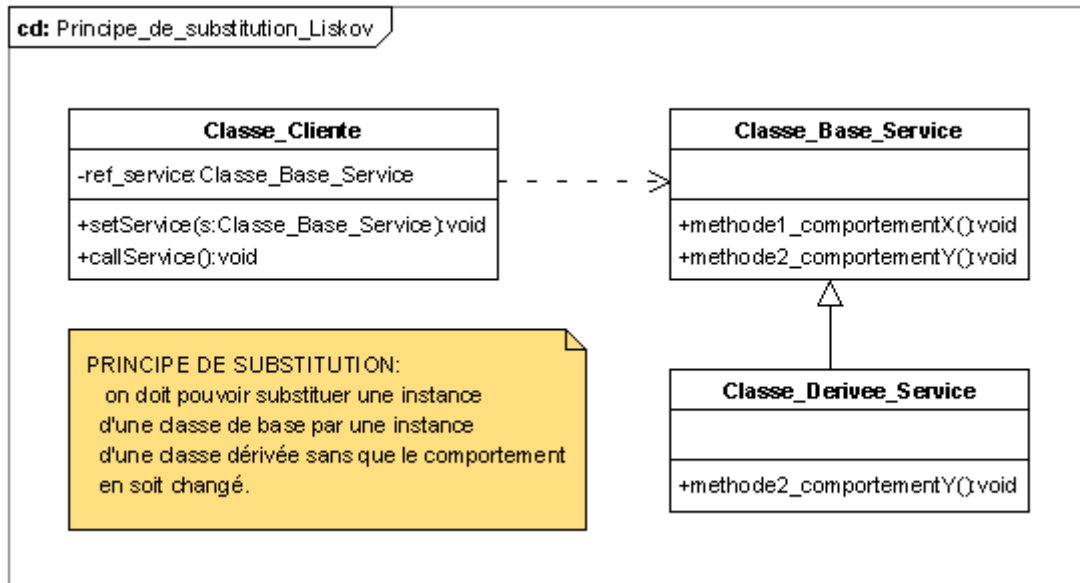 cd: Principe_de_substitution_Liskov
Classe_Cliente
-ref_service:Classe_Base_Service
+setService(s:Classe_Base_Service):void
+callService():void
Classe_Base_Service
+methode1_comportementX():void
+methode2_comportementY():void
PRINCIPE DE SUBSTITUTION:
on doit pouvoir substituer une instance
d'une classe de base par une instance
d'une classe dérivée sans que le comportement
en soit changé.
Classe_Derivee_Service
+methode2_comportementY():void